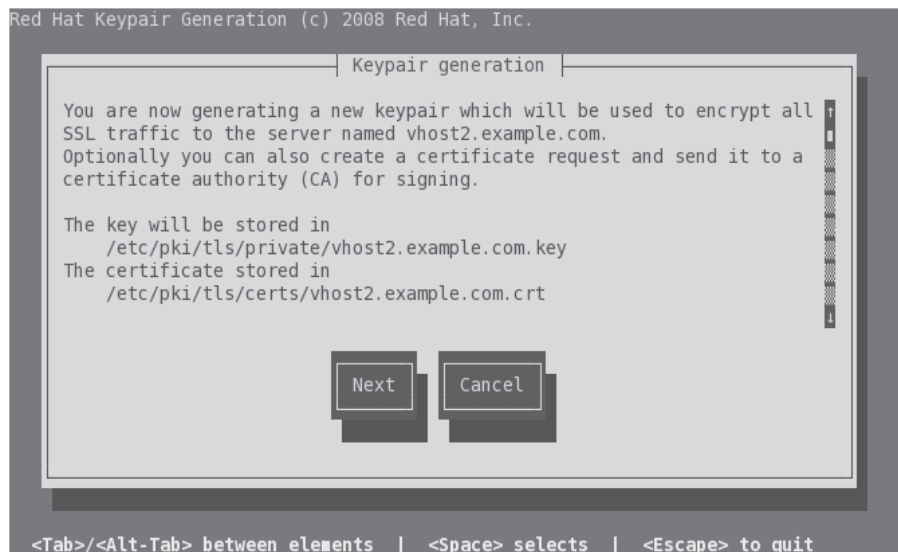 Red Hat Keypair Generation (c) 2008 Red Hat, Inc.
Keypair generation
You are now generating a new keypair which will be used to encrypt all
SSL traffic to the server named vhost2.example.com.
Optionally you can also create a certificate request and send it to a
certificate authority (CA) for signing.
The key will be stored in
/etc/pki/tls/private/vhost2.example.com.key
The certificate stored in
/etc/pki/tls/certs/vhost2.example.com.crt
Next Cancel
<Tab>/<Alt-Tab> between elements | <Space> selects | <Escape> to quit